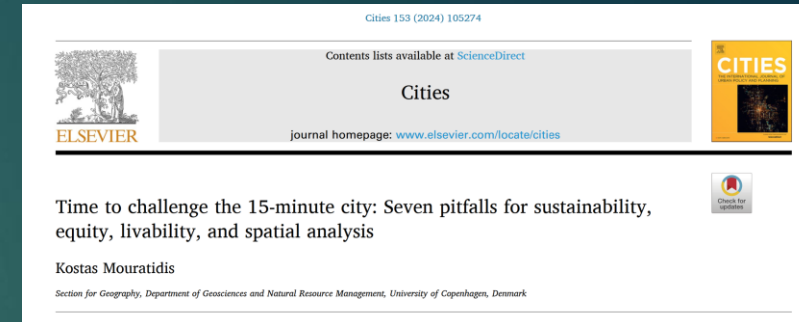 Cities 153 (2024) 105274
Contents lists available at ScienceDirect
Cities
journal homepage: www.elsevier.com/locate/cities
ELSEVIER
CITIES
Check for
updates
Time to challenge the 15-minute city: Seven pitfalls for sustainability,
equity, livability, and spatial analysis
Kostas Mouratidis
Section for Geography, Department of Geosciences and Natural Resource Management, University of Copenhagen, Denmark